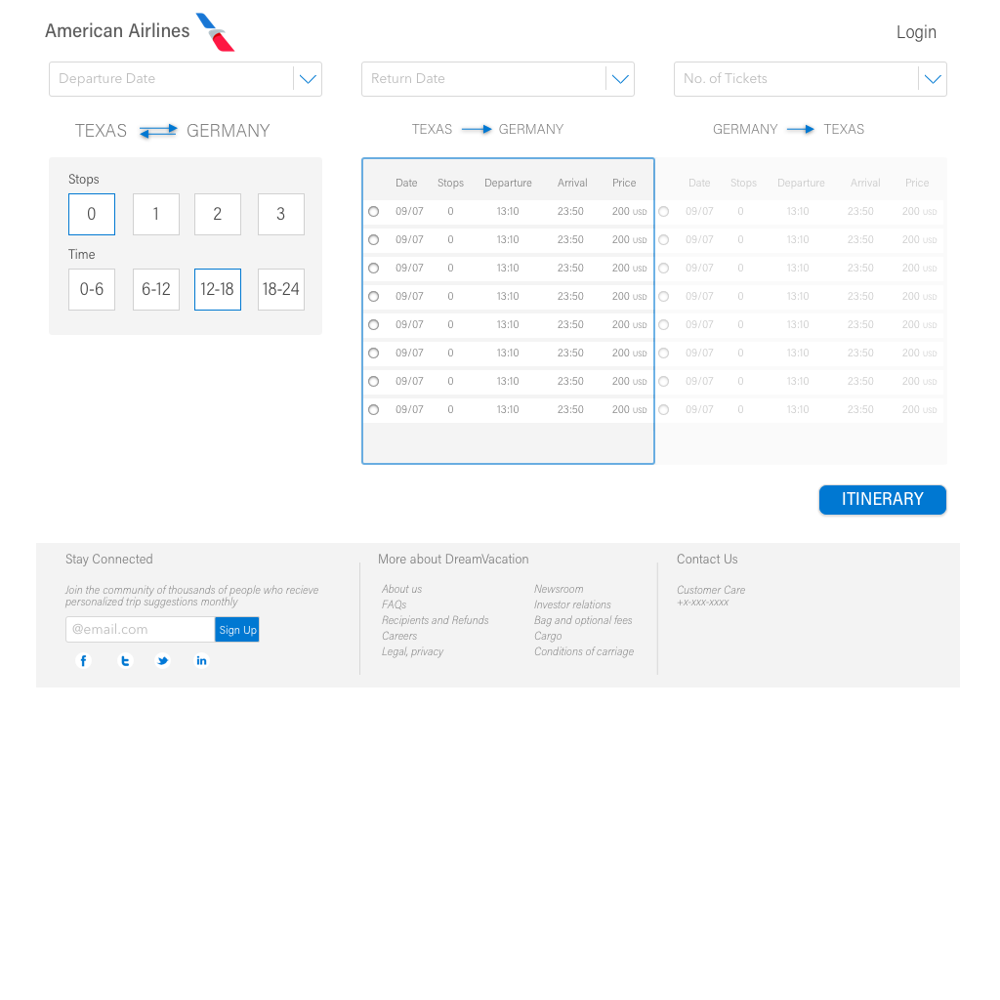 American Airlines
Login
Departure Date
Return Date
No. of Tickets
TEXAS GERMANY
TEXAS GERMANY
GERMANY TEXAS
Stops
0 1 2 3
Time
0-6 6-12 12-18 18-24
Date Stops Departure Arrival Price
09/07 0 13:10 23:50 200 USD
09/07 0 13:10 23:50 200 USD
09/07 0 13:10 23:50 200 USD
09/07 0 13:10 23:50 200 USD
09/07 0 13:10 23:50 200 USD
09/07 0 13:10 23:50 200 USD
09/07 0 13:10 23:50 200 USD
09/07 0 13:10 23:50 200 USD
Date Stops Departure Arrival Price
09/07 0 13:10 23:50 200 USD
09/07 0 13:10 23:50 200 USD
09/07 0 13:10 23:50 200 USD
09/07 0 13:10 23:50 200 USD
09/07 0 13:10 23:50 200 USD
09/07 0 13:10 23:50 200 USD
09/07 0 13:10 23:50 200 USD
09/07 0 13:10 23:50 200 USD
ITINERARY
Stay Connected
Join the community of thousands of people who recieve
personalized trip suggestions monthly
@email.com
Sign Up
More about DreamVacation
About us
FAQs
Recipients and Refunds
Careers
Legal, privacy
Newsroom
Investor relations
Bag and optional fees
Cargo
Conditions of carriage
Contact Us
Customer Care
+x-xxx-xxxx